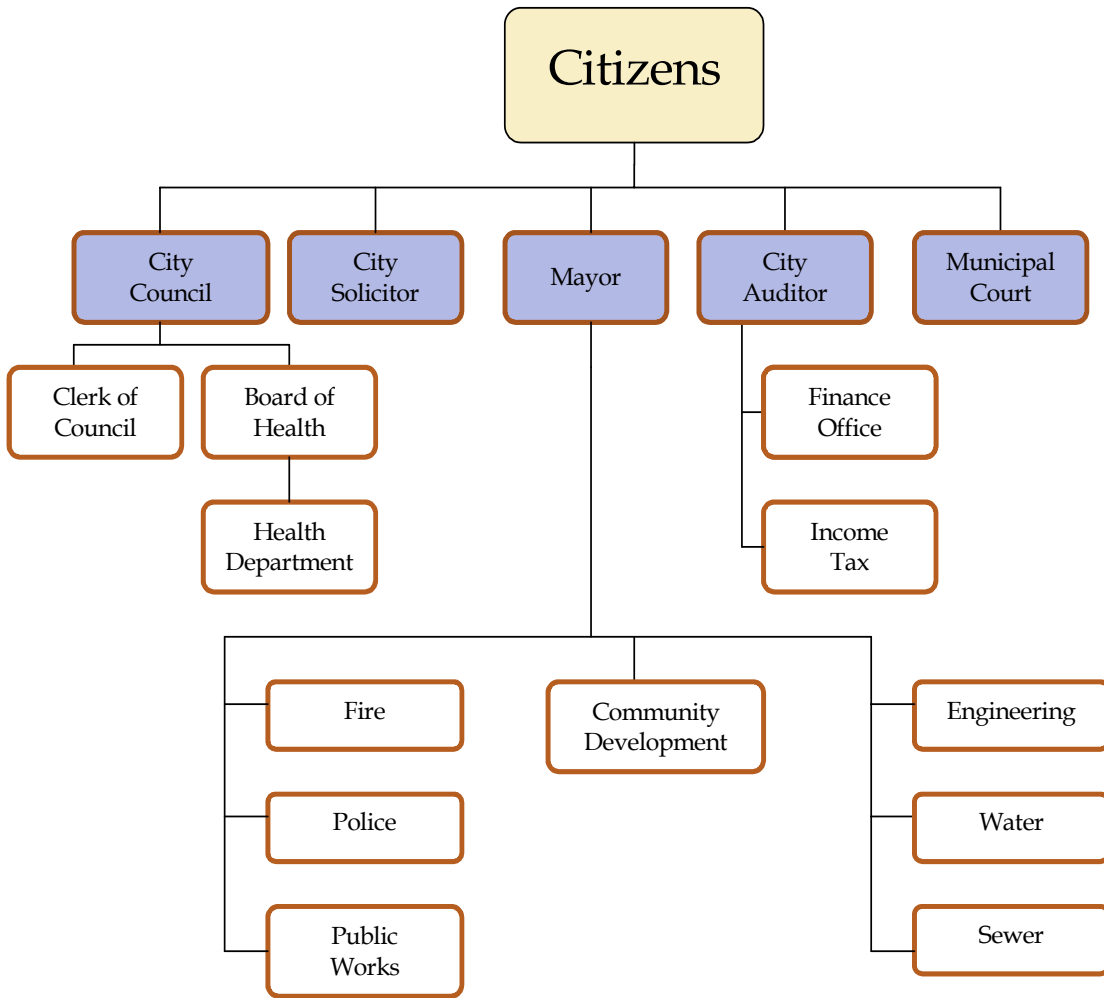 Citizens
City
Council
City
Solicitor
Mayor
City
Auditor
Municipal
Court
Clerk of
Council
Board of
Health
Finance
Office
Health
Department
Income
Tax
Fire
Community
Development
Engineering
Police
Water
Public
Works
Sewer